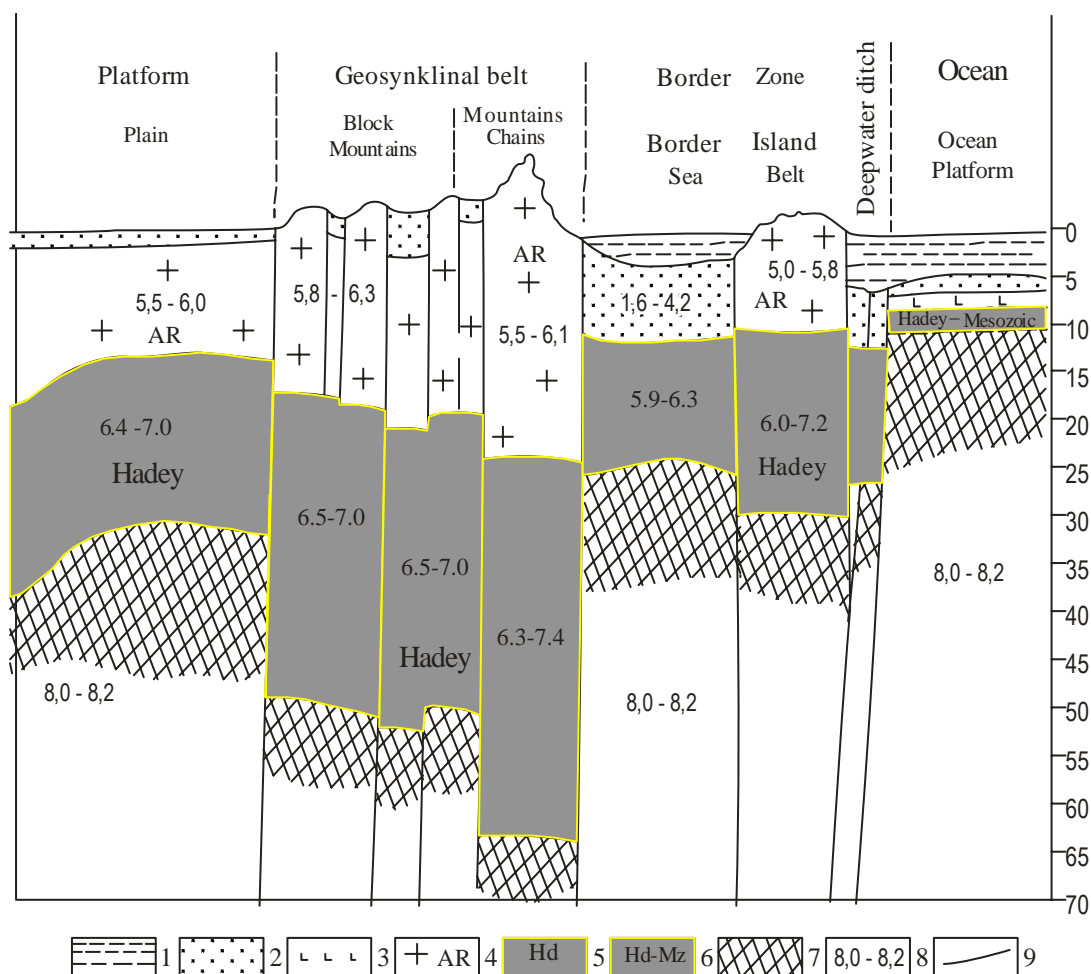 Platform
Geosynklinal belt
Border Zone
Ocean
Plain
Block
Mountains
Mountains
Chains
Border
Sea
Island
Belt
Deepwater ditch
Ocean
Platform
5,5 - 6,0
AR
5,8 - 6,3
AR
5,5 - 6,1
1,6 - 4,2
5,0 - 5,8
AR
Hadey - Mesozoic
6.4 -7.0
Hadey
6.5-7.0
6.5-7.0
Hadey
6.3-7.4
5.9-6.3
6.0-7.2
Hadey
8,0 - 8,2
8,0 - 8,2
8,0 - 8,2
0
5
10
15
20
25
30
35
40
45
50
55
60
65
70
1
2
3
AR 4
Hd 5
Hd-Mz 6
7
8,0 - 8,2 8
9